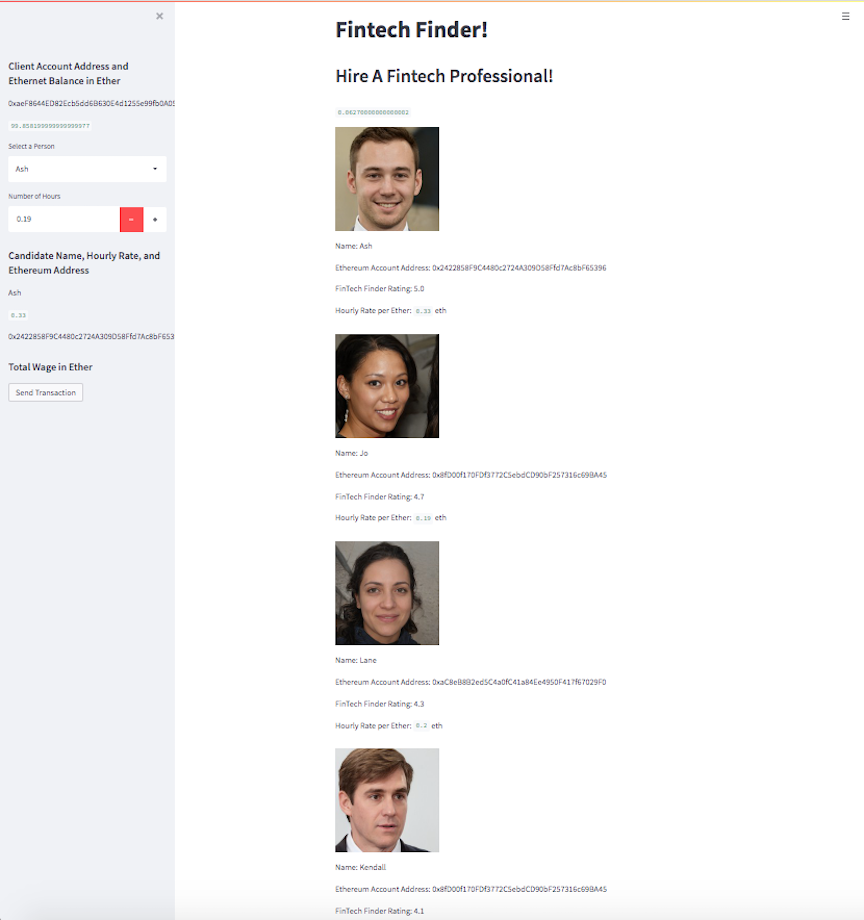 ×
☰
Client Account Address and
Ethernet Balance in Ether
0xaeF8644ED82Ecb5dd6B630E4d1255e99fb0A05
99.858199999999999977
Select a Person
Ash
Number of Hours
0.19
-
+
Candidate Name, Hourly Rate, and
Ethereum Address
Ash
0.33
0x2422858F9C4480c2724A309D58Ffd7Ac8bF653
Total Wage in Ether
Send Transaction
Fintech Finder!
Hire A Fintech Professional!
0.06270000000000002
Name: Ash
Ethereum Account Address: 0x2422858F9C4480c2724A309D58Ffd7Ac8bF65396
FinTech Finder Rating: 5.0
Hourly Rate per Ether: 0.33 eth
Name: Jo
Ethereum Account Address: 0x8fD00f170FDf3772C5ebdCD90bF257316c69BA45
FinTech Finder Rating: 4.7
Hourly Rate per Ether: 0.19 eth
Name: Lane
Ethereum Account Address: 0xaC8eB8B2ed5C4a0fC41a84Ee4950F417f67029F0
FinTech Finder Rating: 4.3
Hourly Rate per Ether: 0.2 eth
Name: Kendall
Ethereum Account Address: 0x8fD00f170FDf3772C5ebdCD90bF257316c69BA45
FinTech Finder Rating: 4.1